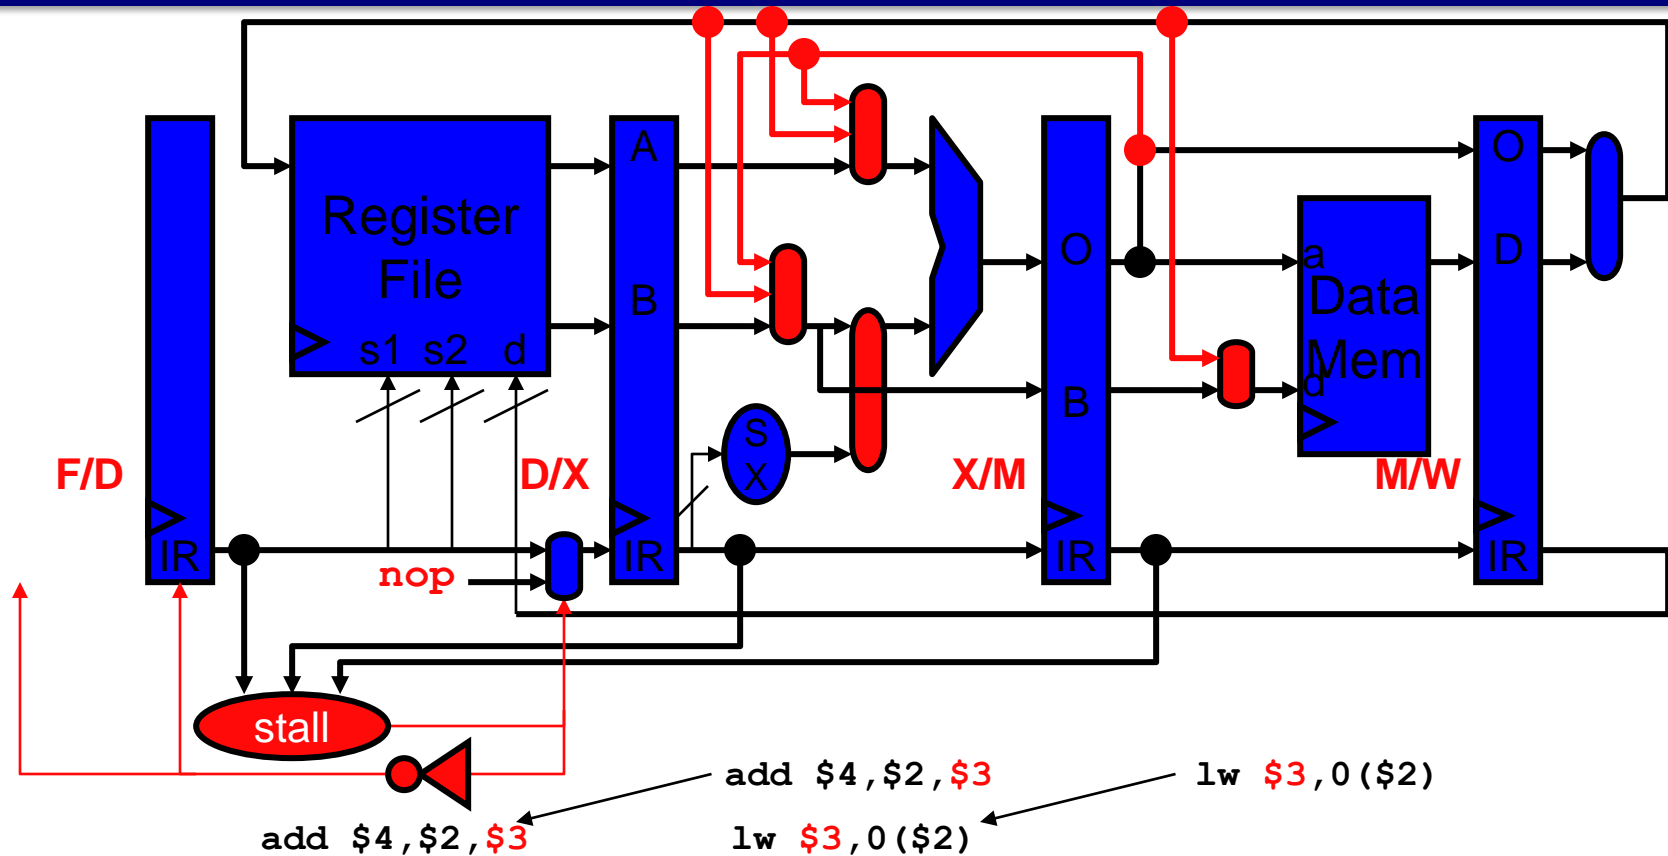 A
O
Register
File
O
D
a
Data
Mem
d
B
B
s1 s2 d
S
X
F/D
D/X
X/M
M/W
IR
IR
IR
IR
nop
stall
add $4,$2,$3
lw $3,0($2)
add $4,$2,$3
lw $3,0($2)